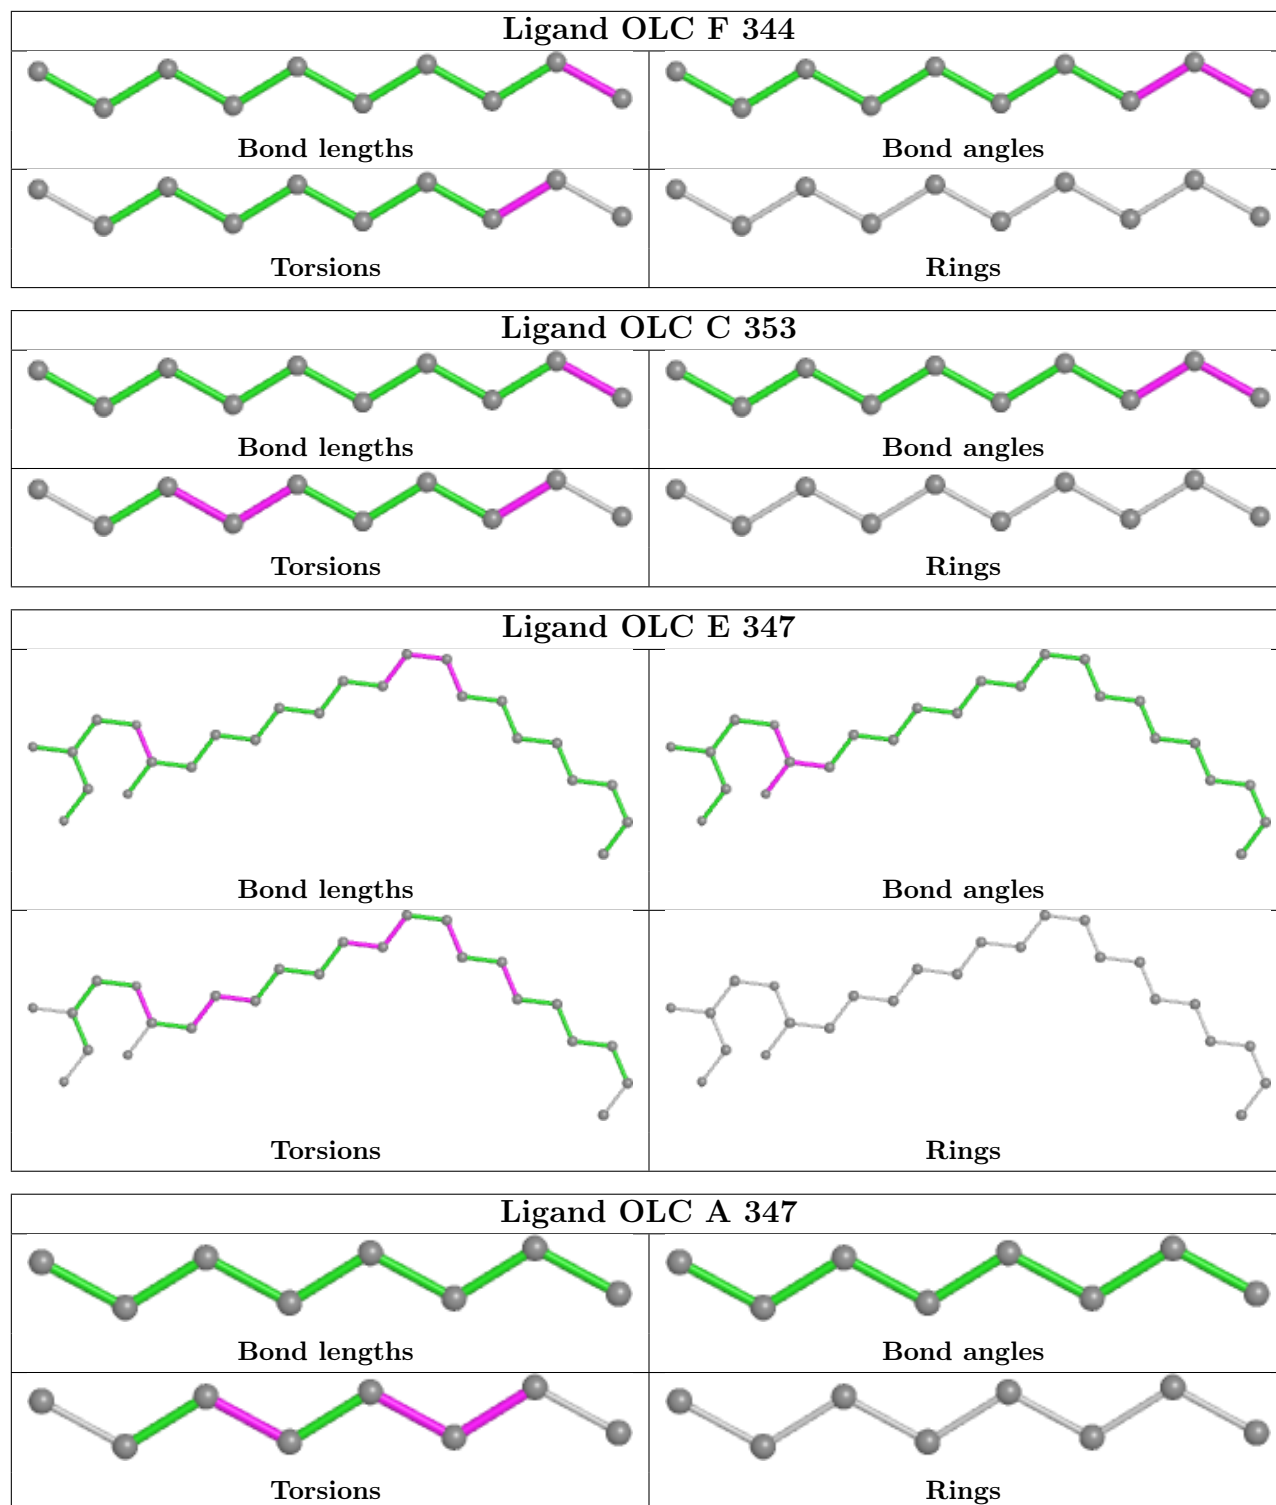 Ligand OLC F 344
Bond lengths
Bond angles
Torsions
Rings
Ligand OLC C 353
Bond lengths
Bond angles
Torsions
Rings
Ligand OLC E 347
Bond lengths
Bond angles
Torsions
Rings
Ligand OLC A 347
Bond lengths
Bond angles
Torsions
Rings